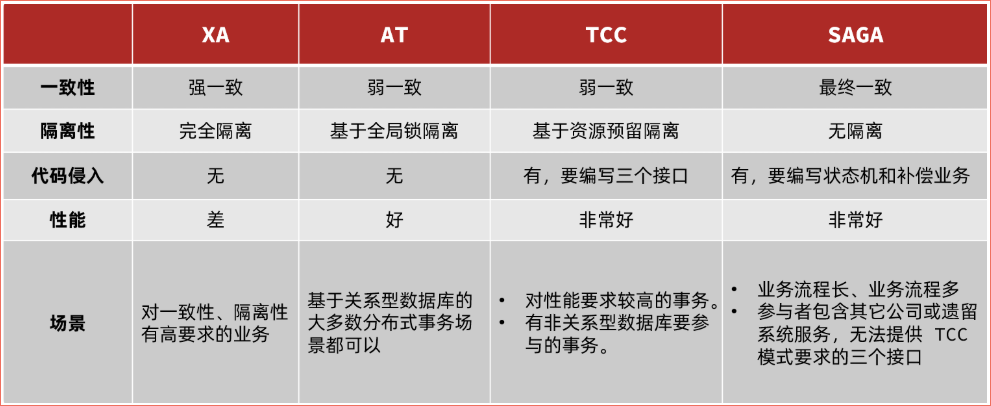 XA AT TCC SAGA
一致性 强一致 弱一致 弱一致 最终一致
隔离性 完全隔离 基于全局锁隔离 基于资源预留隔离 无隔离
代码侵入 无 无 有，要编写三个接口 有，要编写状态机和补偿业务
性能 差 好 非常好 非常好
场景
对一致性、隔离性
有高要求的业务
基于关系型数据库的
大多数分布式事务场
景都可以
• 对性能要求较高的事务。
• 有非关系型数据库要参
与的事务。
• 业务流程长、业务流程多
• 参与者包含其它公司或遗留
系统服务，无法提供 TCC
模式要求的三个接口